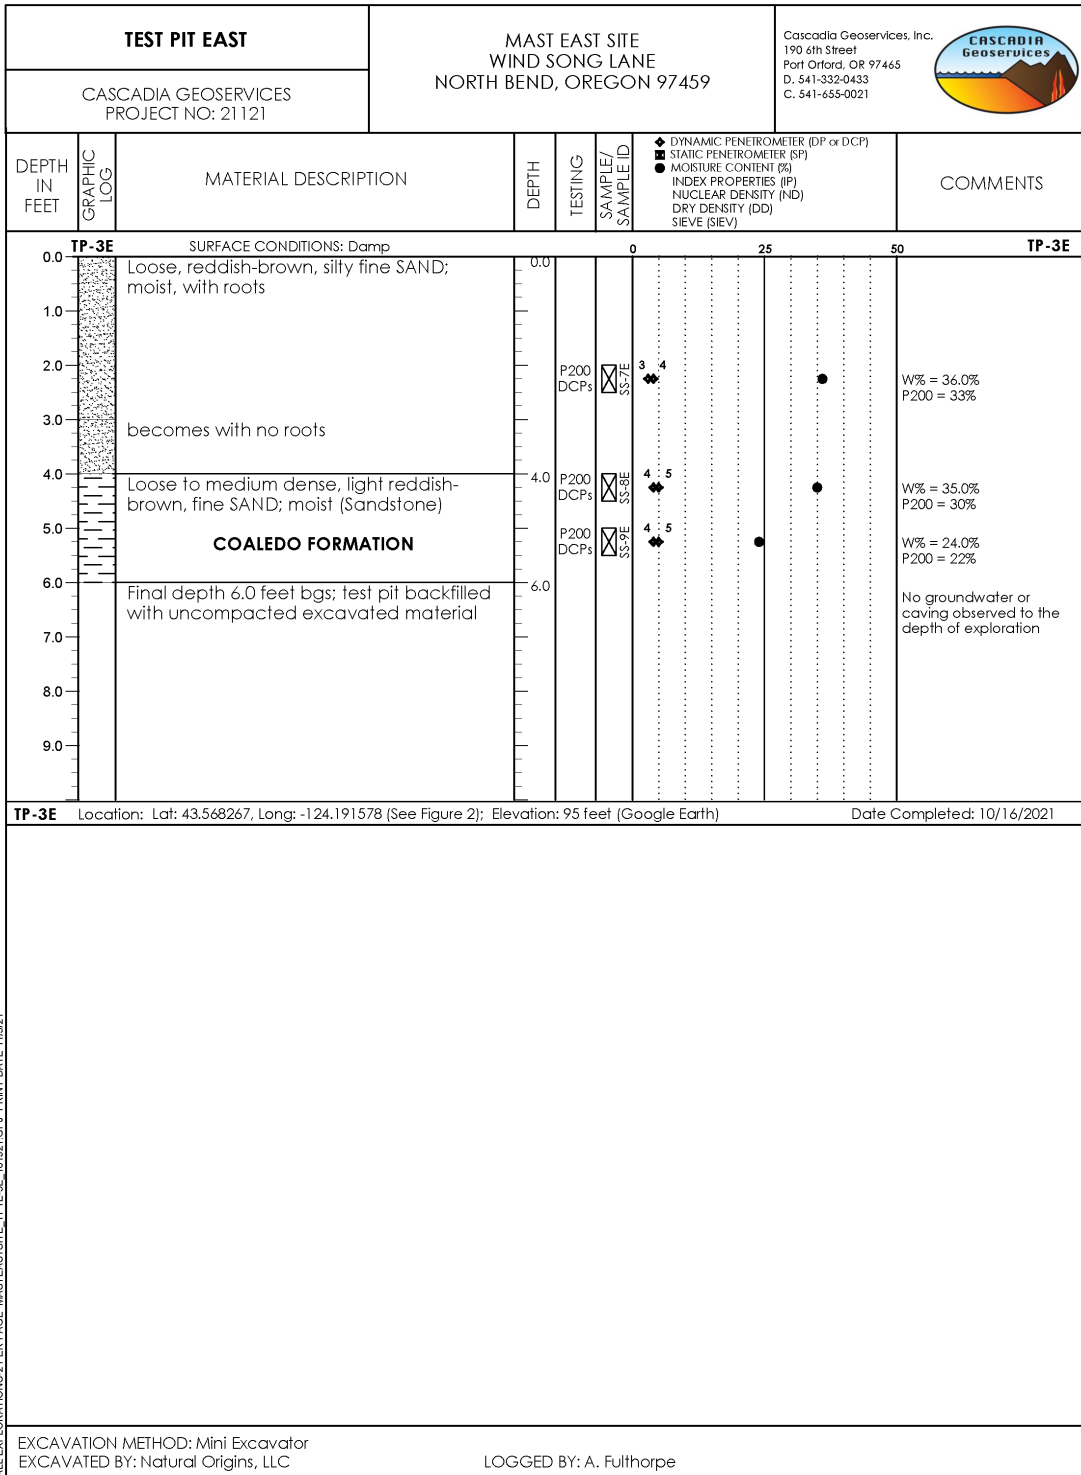 TEST PIT EAST
CASCADIA GEOSERVICES
PROJECT NO: 21121
MAST EAST SITE
WIND SONG LANE
NORTH BEND, OREGON 97459
Cascadia Geoservices, Inc.
190 6th Street
Port Orford, OR 97465
D. 541-332-0433
C. 541-655-0021
CASCADIA
Geoservices
DEPTH
IN
FEET
GRAPHIC
LOG
MATERIAL DESCRIPTION
DEPTH
TESTING
SAMPLE/
SAMPLE ID
DYNAMIC PENETROMETER (DP or DCP)
STATIC PENETROMETER (SP)
MOISTURE CONTENT (%)
INDEX PROPERTIES (IP)
NUCLEAR DENSITY (ND)
DRY DENSITY (DD)
SIEVE (SIEV)
COMMENTS
TP-3E SURFACE CONDITIONS: Damp 0 25 50 TP-3E
0.0 Loose, reddish-brown, silty fine SAND; 0.0
moist, with roots
1.0
2.0 P200 SS-7E 3 4
DCPs W% = 36.0%
P200 = 33%
3.0 becomes with no roots
4.0 Loose to medium dense, light reddish- 4.0 P200 SS-8E 4 5
brown, fine SAND; moist (Sandstone) DCPs W% = 35.0%
P200 = 30%
5.0 COALEDO FORMATION P200 SS-9E 4 5
DCPs W% = 24.0%
P200 = 22%
6.0 Final depth 6.0 feet bgs; test pit backfilled 6.0
with uncompacted excavated material
No groundwater or
caving observed to the
depth of exploration
7.0
8.0
9.0
TP-3E Location: Lat: 43.568267, Long: -124.191578 (See Figure 2); Elevation: 95 feet (Google Earth) Date Completed: 10/16/2021
EXCAVATION METHOD: Mini Excavator
EXCAVATED BY: Natural Origins, LLC LOGGED BY: A. Fulthorpe